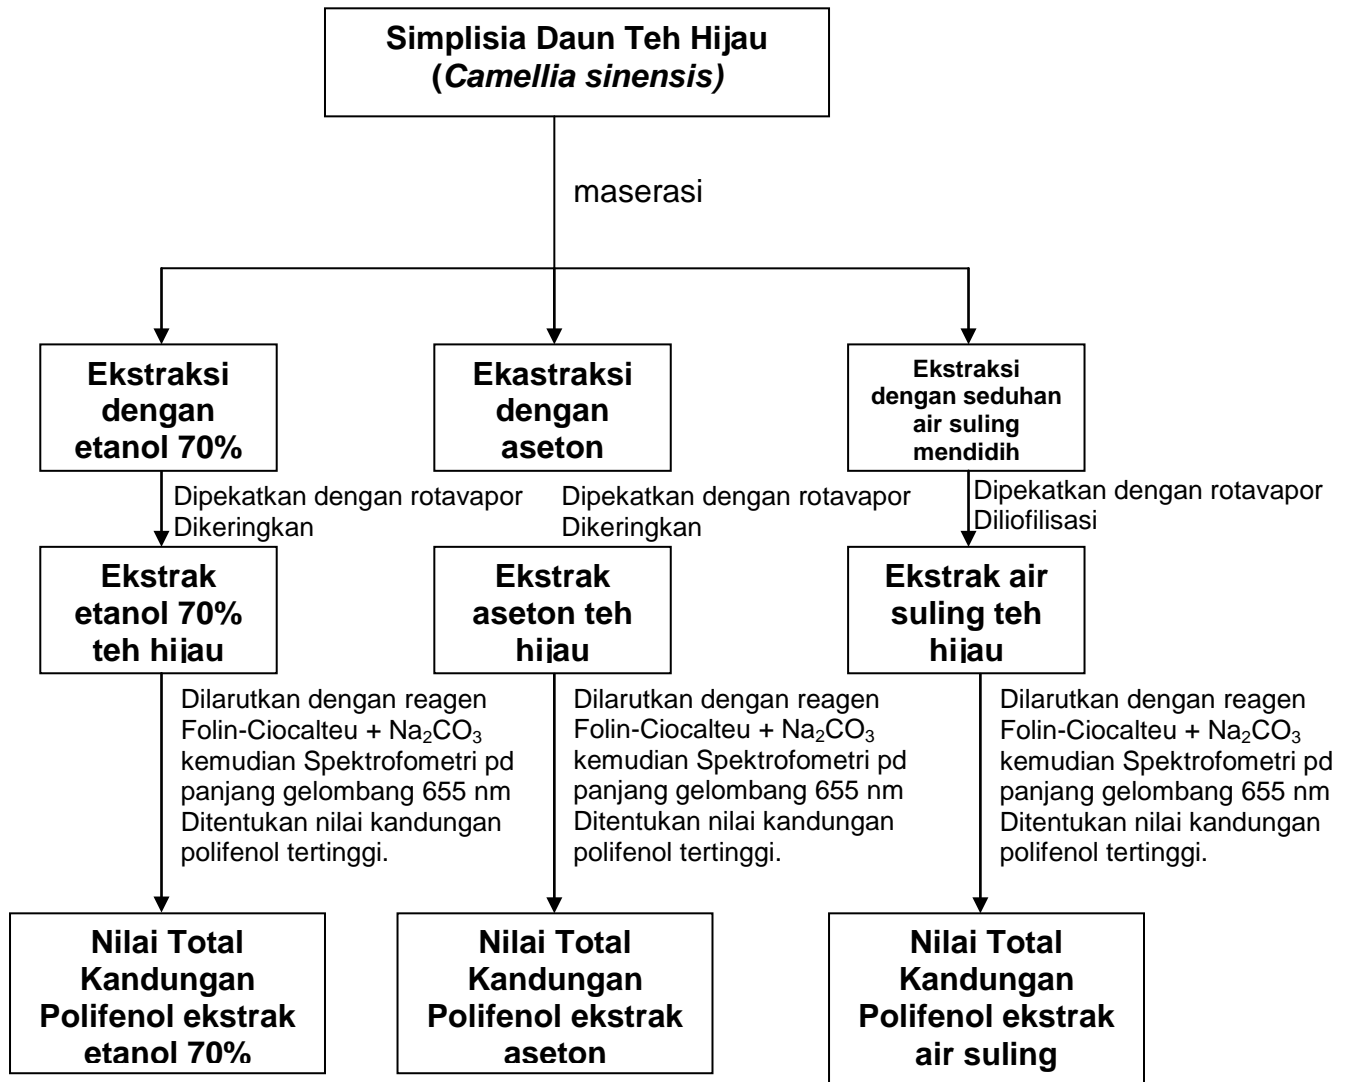 Simplisia Daun Teh Hijau
(Camellia sinensis)
maserasi
Ekstraksi
dengan
etanol 70%
Ekastraksi
dengan
aseton
Ekstraksi
dengan seduhan
air suling
mendidih
Dipekatkan dengan rotavapor
Dikeringkan
Dipekatkan dengan rotavapor
Dikeringkan
Dipekatkan dengan rotavapor
Diliofilisasi
Ekstrak
etanol 70%
teh hijau
Ekstrak
aseton teh
hijau
Ekstrak air
suling teh
hijau
Dilarutkan dengan reagen
Folin-Ciocalteu + Na₂CO₃
kemudian Spektrofometri pd
panjang gelombang 655 nm
Ditentukan nilai kandungan
polifenol tertinggi.
Dilarutkan dengan reagen
Folin-Ciocalteu + Na₂CO₃
kemudian Spektrofometri pd
panjang gelombang 655 nm
Ditentukan nilai kandungan
polifenol tertinggi.
Dilarutkan dengan reagen
Folin-Ciocalteu + Na₂CO₃
kemudian Spektrofometri pd
panjang gelombang 655 nm
Ditentukan nilai kandungan
polifenol tertinggi.
Nilai Total
Kandungan
Polifenol ekstrak
etanol 70%
Nilai Total
Kandungan
Polifenol ekstrak
aseton
Nilai Total
Kandungan
Polifenol ekstrak
air suling